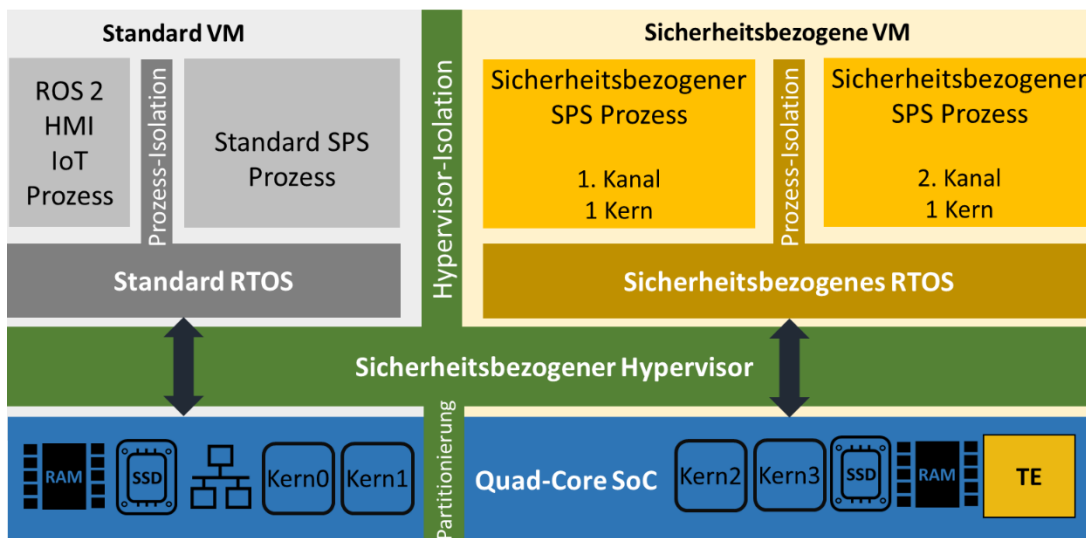 Standard VM
ROS 2
HMI
IoT
Prozess
Prozess-Isolation
Standard SPS
Prozess
Standard RTOS
Hypervisor-Isolation
Sicherheitsbezogene VM
Sicherheitsbezogener
SPS Prozess
1. Kanal
1 Kern
Prozess-Isolation
Sicherheitsbezogener
SPS Prozess
2. Kanal
1 Kern
Sicherheitsbezogenes RTOS
Sicherheitsbezogener Hypervisor
RAM
SSD
Kern0
Kern1
Partitionierung
Quad-Core SoC
Kern2
Kern3
SSD
RAM
TE